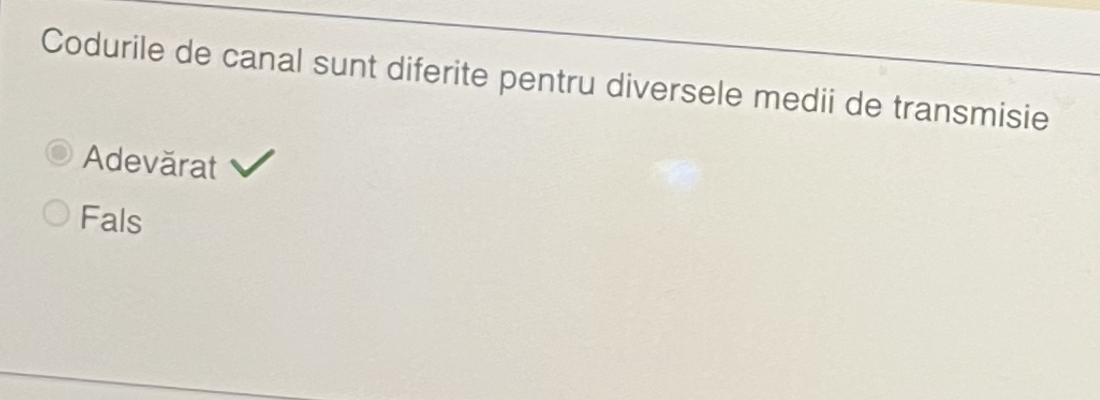 Codurile de canal sunt diferite pentru diversele medii de transmisie
Adevărat
Fals